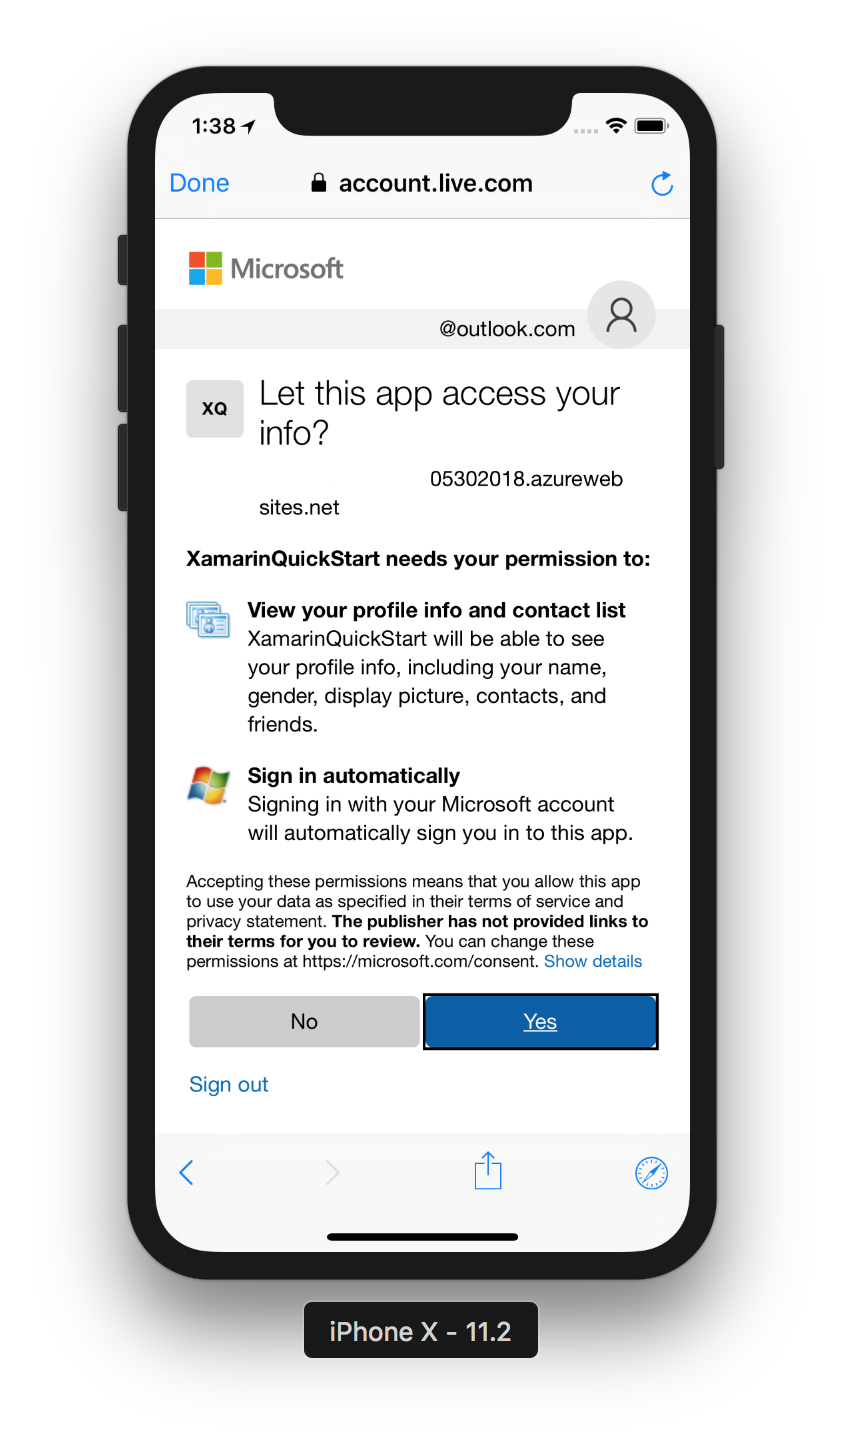 1:38
Done account.live.com
Microsoft
@outlook.com
XQ
Let this app access your
info?
05302018.azureweb
sites.net
XamarinQuickStart needs your permission to:
View your profile info and contact list
XamarinQuickStart will be able to see
your profile info, including your name,
gender, display picture, contacts, and
friends.
Sign in automatically
Signing in with your Microsoft account
will automatically sign you in to this app.
Accepting these permissions means that you allow this app
to use your data as specified in their terms of service and
privacy statement. The publisher has not provided links to
their terms for you to review. You can change these
permissions at https://microsoft.com/consent. Show details
No Yes
Sign out
iPhone X - 11.2